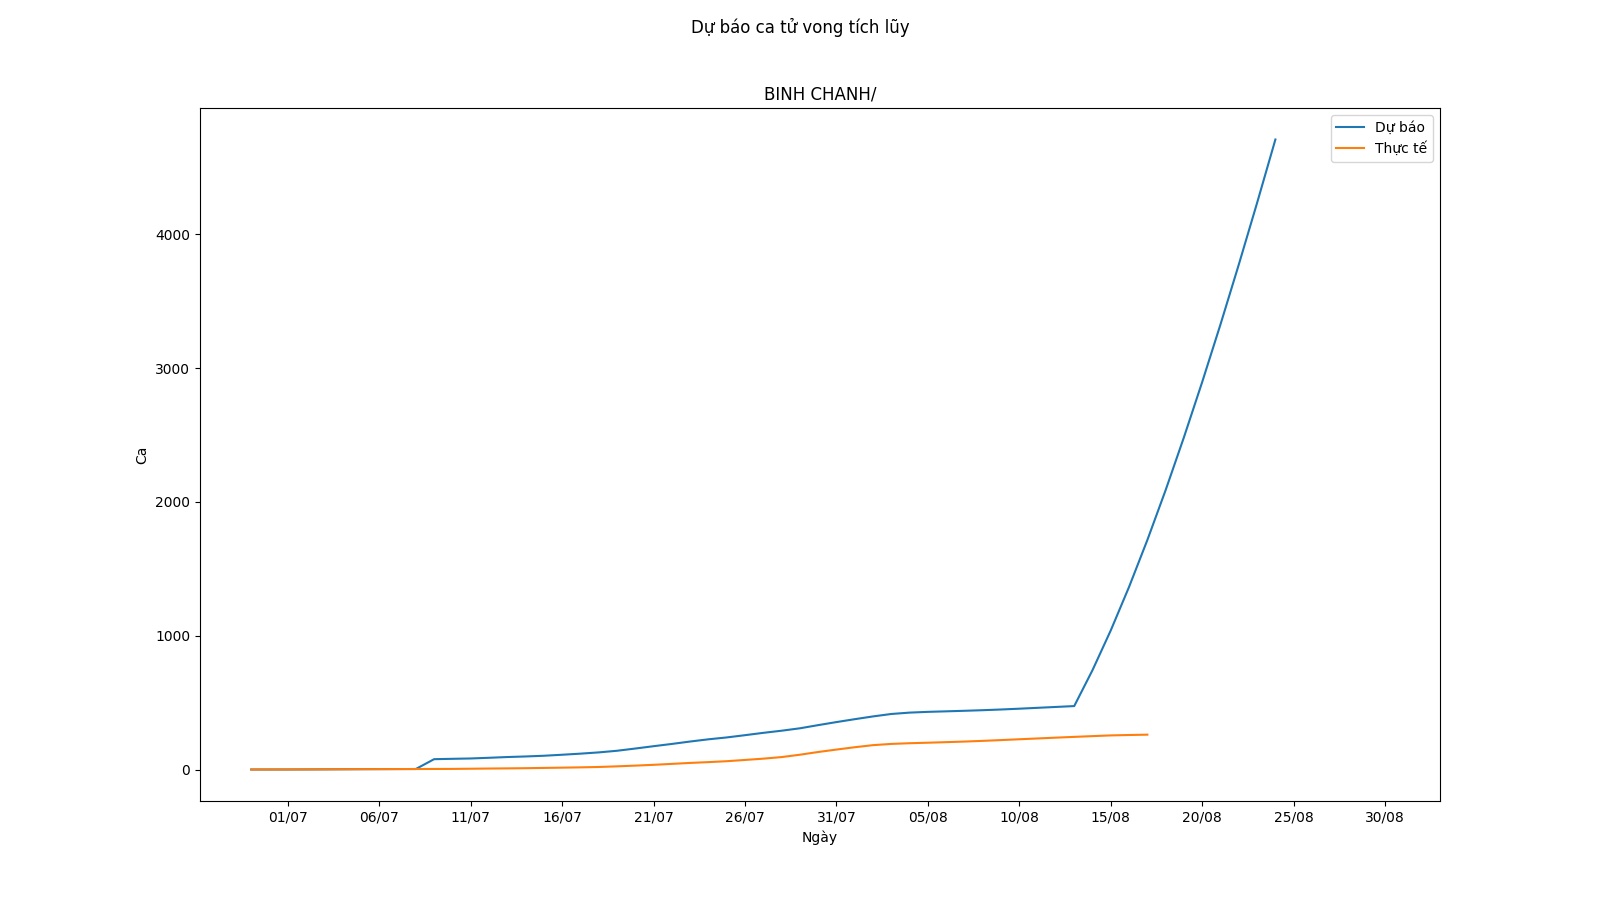 Dự báo ca tử vong tích lũy
BINH CHANH/
Dự báo
Thực tế
Ca
4000
3000
2000
1000
0
01/07 06/07 11/07 16/07 21/07 26/07 31/07 05/08 10/08 15/08 20/08 25/08 30/08
Ngày